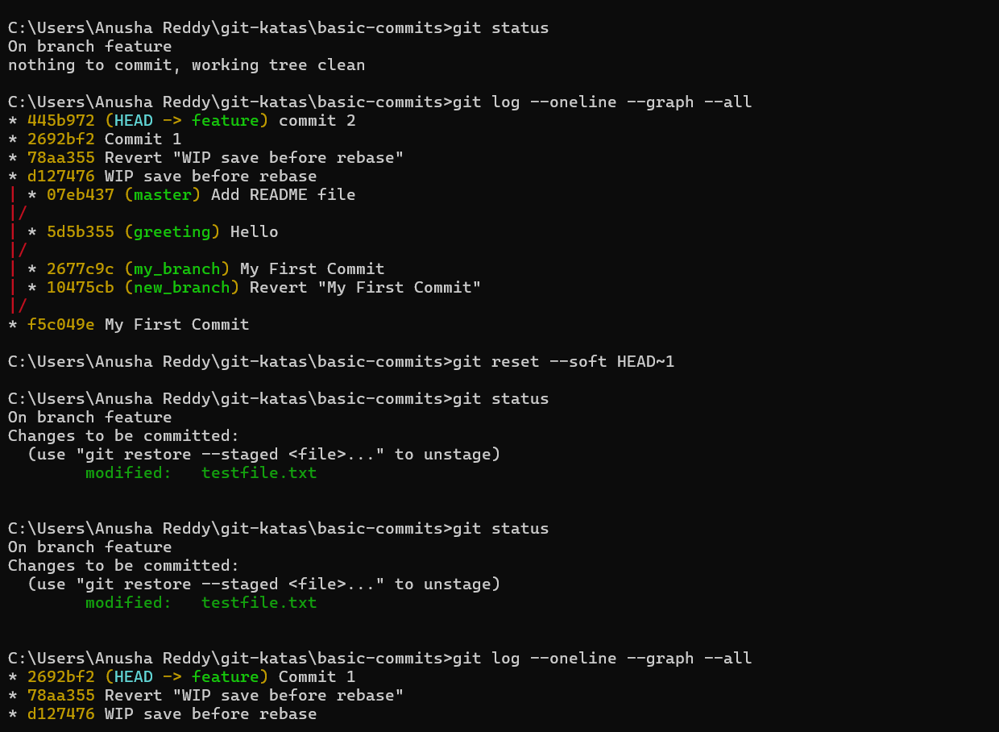 C:\Users\Anusha Reddy\git-katas\basic-commits>git status
On branch feature
nothing to commit, working tree clean
C:\Users\Anusha Reddy\git-katas\basic-commits>git log --oneline --graph --all
* 445b972 (HEAD -> feature) commit 2
* 2692bf2 Commit 1
* 78aa355 Revert "WIP save before rebase"
* d127476 WIP save before rebase
| * 07eb437 (master) Add README file
|/
| * 5d5b355 (greeting) Hello
|/
| * 2677c9c (my_branch) My First Commit
| * 10475cb (new_branch) Revert "My First Commit"
|/
* f5c049e My First Commit
C:\Users\Anusha Reddy\git-katas\basic-commits>git reset --soft HEAD~1
C:\Users\Anusha Reddy\git-katas\basic-commits>git status
On branch feature
Changes to be committed:
  (use "git restore --staged <file>..." to unstage)
        modified:   testfile.txt
C:\Users\Anusha Reddy\git-katas\basic-commits>git status
On branch feature
Changes to be committed:
  (use "git restore --staged <file>..." to unstage)
        modified:   testfile.txt
C:\Users\Anusha Reddy\git-katas\basic-commits>git log --oneline --graph --all
* 2692bf2 (HEAD -> feature) Commit 1
* 78aa355 Revert "WIP save before rebase"
* d127476 WIP save before rebase